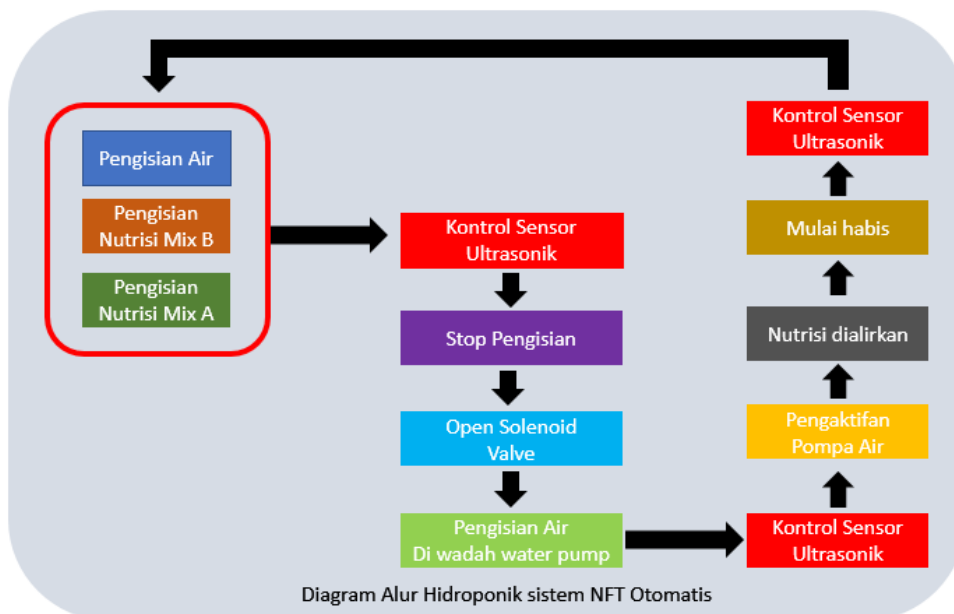 Pengisian Air
Pengisian
Nutrisi Mix B
Pengisian
Nutrisi Mix A
Kontrol Sensor
Ultrasonik
Stop Pengisian
Open Solenoid
Valve
Pengisian Air
Di wadah water pump
Kontrol Sensor
Ultrasonik
Pengaktifan
Pompa Air
Nutrisi dialirkan
Mulai habis
Kontrol Sensor
Ultrasonik
Diagram Alur Hidroponik sistem NFT Otomatis